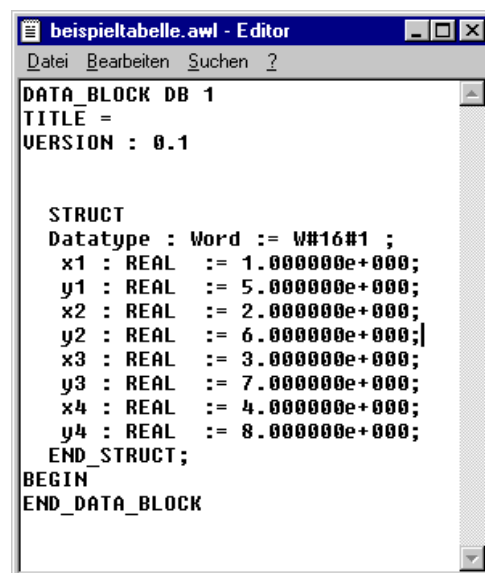 beispieltabelle.awl - Editor
Datei Bearbeiten Suchen ?
DATA_BLOCK DB 1
TITLE =
VERSION : 0.1
STRUCT
Datatype : Word := W#16#1 ;
x1 : REAL := 1.000000e+000;
y1 : REAL := 5.000000e+000;
x2 : REAL := 2.000000e+000;
y2 : REAL := 6.000000e+000;
x3 : REAL := 3.000000e+000;
y3 : REAL := 7.000000e+000;
x4 : REAL := 4.000000e+000;
y4 : REAL := 8.000000e+000;
END_STRUCT;
BEGIN
END_DATA_BLOCK